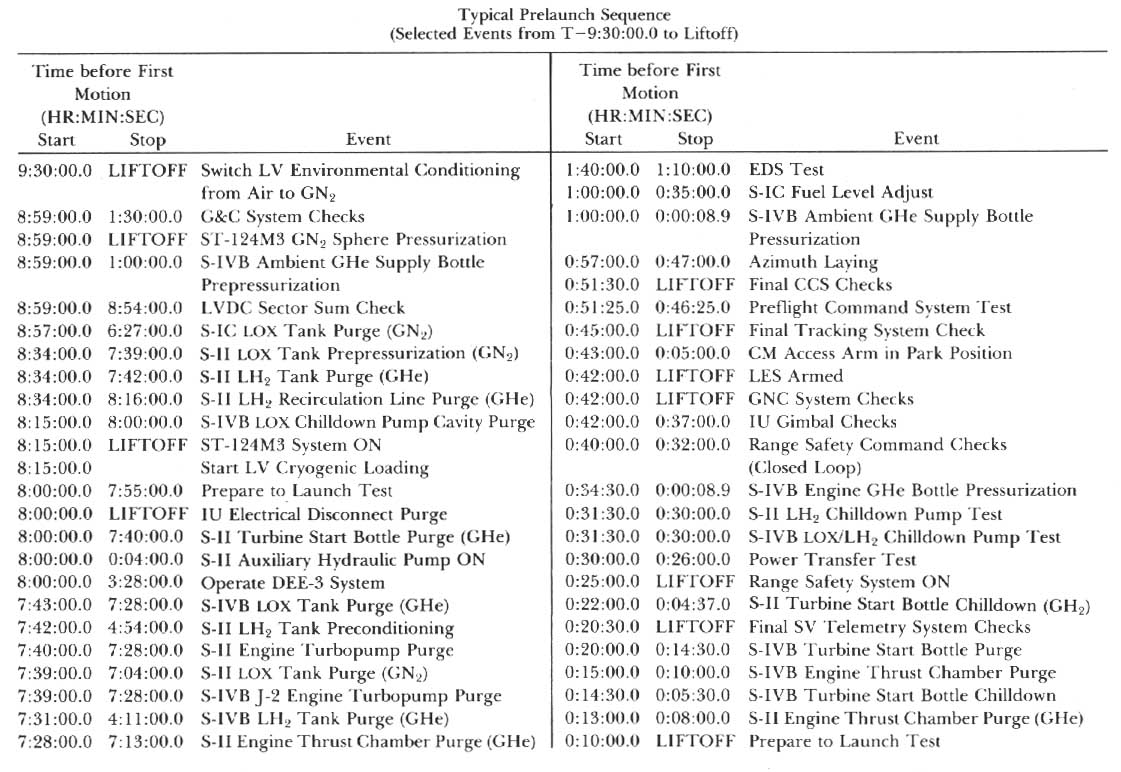 Typical Prelaunch Sequence
(Selected Events from T−9:30:00.0 to Liftoff)
Time before First
Motion
(HR:MIN:SEC)
Start Stop Event
9:30:00.0 LIFTOFF Switch LV Environmental Conditioning
from Air to GN₂
8:59:00.0 1:30:00.0 G&C System Checks
8:59:00.0 LIFTOFF ST-124M3 GN₂ Sphere Pressurization
8:59:00.0 1:00:00.0 S-IVB Ambient GHe Supply Bottle
Prepressurization
8:59:00.0 8:54:00.0 LVDC Sector Sum Check
8:57:00.0 6:27:00.0 S-IC LOX Tank Purge (GN₂)
8:34:00.0 7:39:00.0 S-II LOX Tank Prepressurization (GN₂)
8:34:00.0 7:42:00.0 S-II LH₂ Tank Purge (GHe)
8:34:00.0 8:16:00.0 S-II LH₂ Recirculation Line Purge (GHe)
8:15:00.0 8:00:00.0 S-IVB LOX Chilldown Pump Cavity Purge
8:15:00.0 LIFTOFF ST-124M3 System ON
8:15:00.0 Start LV Cryogenic Loading
8:00:00.0 7:55:00.0 Prepare to Launch Test
8:00:00.0 LIFTOFF IU Electrical Disconnect Purge
8:00:00.0 7:40:00.0 S-II Turbine Start Bottle Purge (GHe)
8:00:00.0 0:04:00.0 S-II Auxiliary Hydraulic Pump ON
8:00:00.0 3:28:00.0 Operate DEE-3 System
7:43:00.0 7:28:00.0 S-IVB LOX Tank Purge (GHe)
7:42:00.0 4:54:00.0 S-II LH₂ Tank Preconditioning
7:40:00.0 7:28:00.0 S-II Engine Turbopump Purge
7:39:00.0 7:04:00.0 S-II LOX Tank Purge (GN₂)
7:39:00.0 7:28:00.0 S-IVB J-2 Engine Turbopump Purge
7:31:00.0 4:11:00.0 S-IVB LH₂ Tank Purge (GHe)
7:28:00.0 7:13:00.0 S-II Engine Thrust Chamber Purge (GHe)
Time before First
Motion
(HR:MIN:SEC)
Start Stop Event
1:40:00.0 1:10:00.0 EDS Test
1:00:00.0 0:35:00.0 S-IC Fuel Level Adjust
1:00:00.0 0:00:08.9 S-IVB Ambient GHe Supply Bottle
Pressurization
0:57:00.0 0:47:00.0 Azimuth Laying
0:51:30.0 LIFTOFF Final CCS Checks
0:51:25.0 0:46:25.0 Preflight Command System Test
0:45:00.0 LIFTOFF Final Tracking System Check
0:43:00.0 0:05:00.0 CM Access Arm in Park Position
0:42:00.0 LIFTOFF LES Armed
0:42:00.0 LIFTOFF GNC System Checks
0:42:00.0 0:37:00.0 IU Gimbal Checks
0:40:00.0 0:32:00.0 Range Safety Command Checks
(Closed Loop)
0:34:30.0 0:00:08.9 S-IVB Engine GHe Bottle Pressurization
0:31:30.0 0:30:00.0 S-II LH₂ Chilldown Pump Test
0:31:30.0 0:30:00.0 S-IVB LOX/LH₂ Chilldown Pump Test
0:30:00.0 0:26:00.0 Power Transfer Test
0:25:00.0 LIFTOFF Range Safety System ON
0:22:00.0 0:04:37.0 S-II Turbine Start Bottle Chilldown (GH₂)
0:20:30.0 LIFTOFF Final SV Telemetry System Checks
0:20:00.0 0:14:30.0 S-IVB Turbine Start Bottle Purge
0:15:00.0 0:10:00.0 S-IVB Engine Thrust Chamber Purge
0:14:30.0 0:05:30.0 S-IVB Turbine Start Bottle Chilldown
0:13:00.0 0:08:00.0 S-II Engine Thrust Chamber Purge (GHe)
0:10:00.0 LIFTOFF Prepare to Launch Test